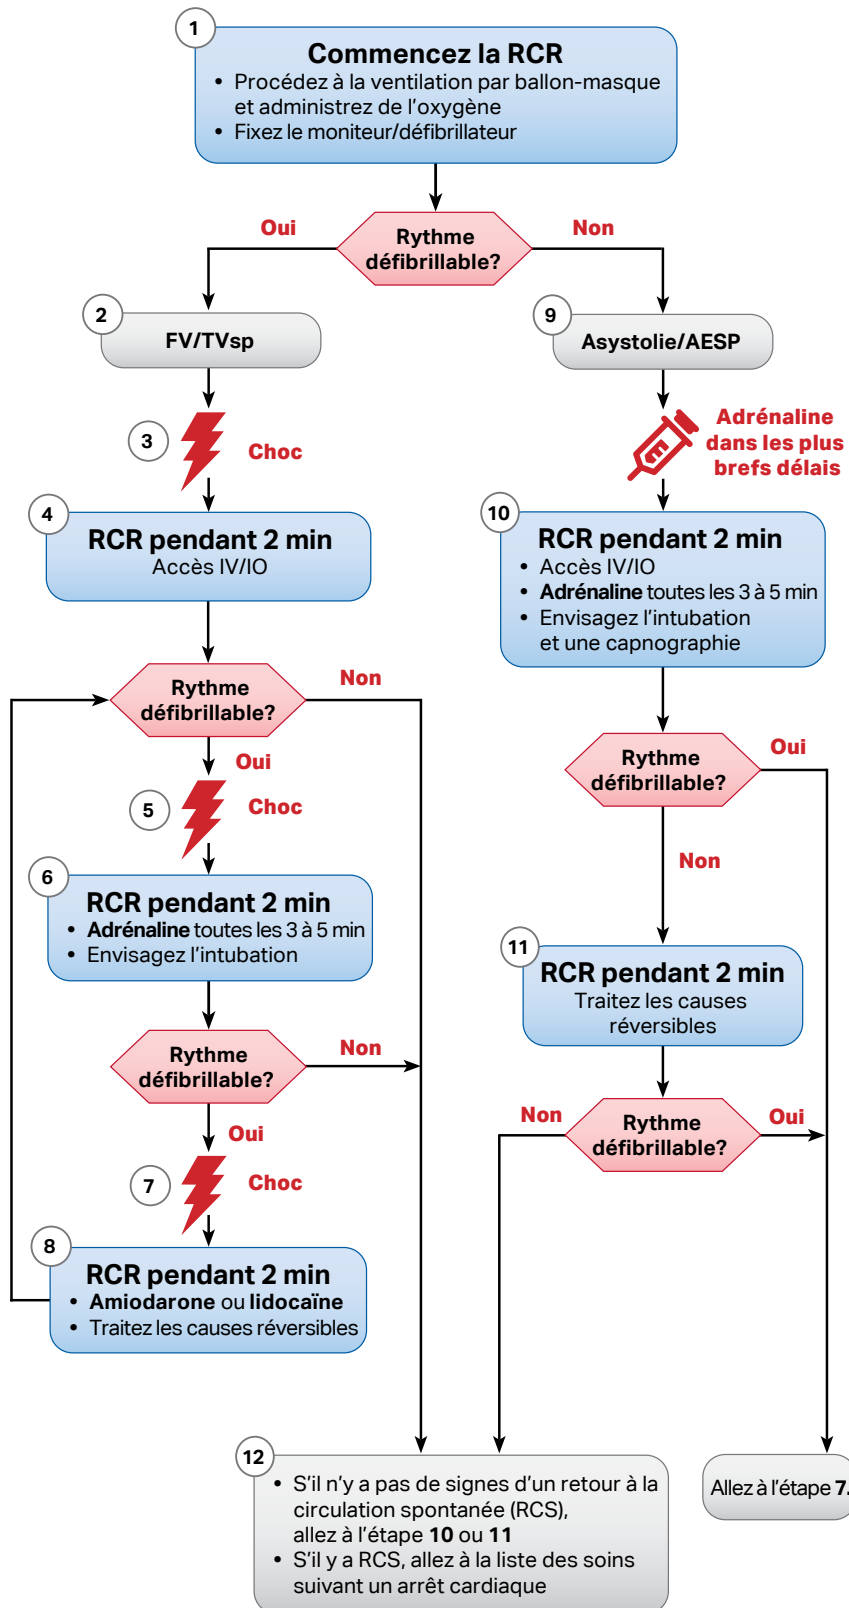 1
Commencez la RCR
• Procédez à la ventilation par ballon-masque
et administrez de l'oxygène
• Fixez le moniteur/défibrillateur
Rythme
défibrillable?
Oui
Non
2
FV/TVsp
9
Asystolie/AESP
3
Choc
Adrénaline
dans les plus
brefs délais
4
RCR pendant 2 min
Accès IV/IO
10
RCR pendant 2 min
• Accès IV/IO
• Adrénaline toutes les 3 à 5 min
• Envisagez l'intubation
et une capnographie
Rythme
défibrillable?
Non
Oui
Rythme
défibrillable?
Oui
Non
5
Choc
6
RCR pendant 2 min
• Adrénaline toutes les 3 à 5 min
• Envisagez l'intubation
11
RCR pendant 2 min
Traitez les causes
réversibles
Rythme
défibrillable?
Non
Oui
Rythme
défibrillable?
Non
Oui
7
Choc
8
RCR pendant 2 min
• Amiodarone ou lidocaïne
• Traitez les causes réversibles
12
• S'il n'y a pas de signes d'un retour à la
circulation spontanée (RCS),
allez à l'étape 10 ou 11
• S'il y a RCS, allez à la liste des soins
suivant un arrêt cardiaque
Allez à l'étape 7.